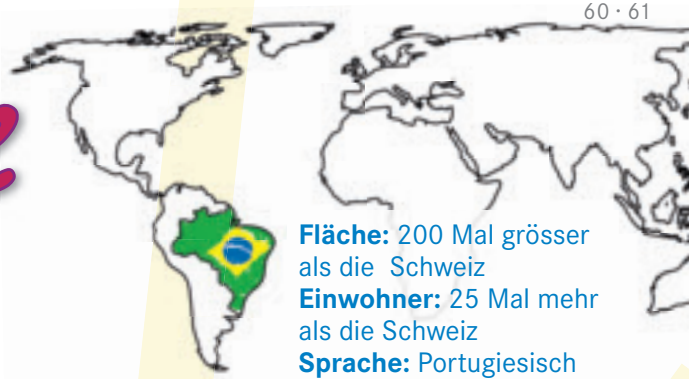 60 · 61
Fläche: 200 Mal grösser
als die Schweiz
Einwohner: 25 Mal mehr
als die Schweiz
Sprache: Portugiesisch